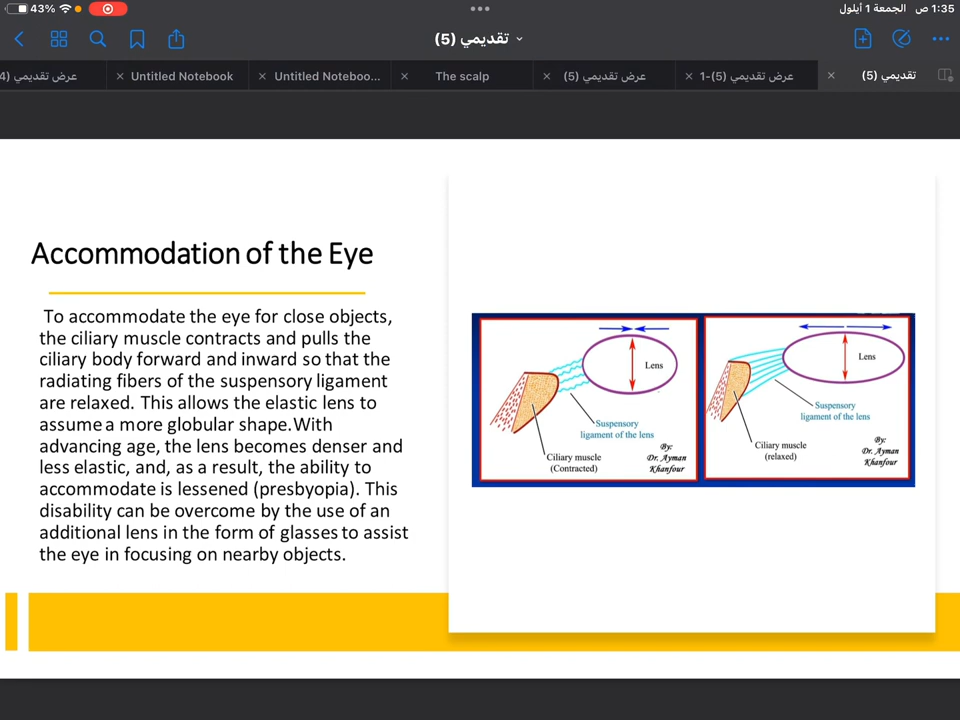 43%
1:35 ص الجمعة 1 أيلول
تقديمي (5)
عرض تقديمي (4
Untitled Notebook
Untitled Noteboo...
The scalp
عرض تقديمي (5)
عرض تقديمي (5)-1
تقديمي (5)
Accommodation of the Eye
To accommodate the eye for close objects,
the ciliary muscle contracts and pulls the
ciliary body forward and inward so that the
radiating fibers of the suspensory ligament
are relaxed. This allows the elastic lens to
assume a more globular shape.With
advancing age, the lens becomes denser and
less elastic, and, as a result, the ability to
accommodate is lessened (presbyopia). This
disability can be overcome by the use of an
additional lens in the form of glasses to assist
the eye in focusing on nearby objects.
Lens
Suspensory
ligament of the lens
Ciliary muscle
(Contracted)
By:
Dr. Ayman
Khanfour
Lens
Suspensory
ligament of the lens
Ciliary muscle
(relaxed)
By:
Dr. Ayman
Khanfour